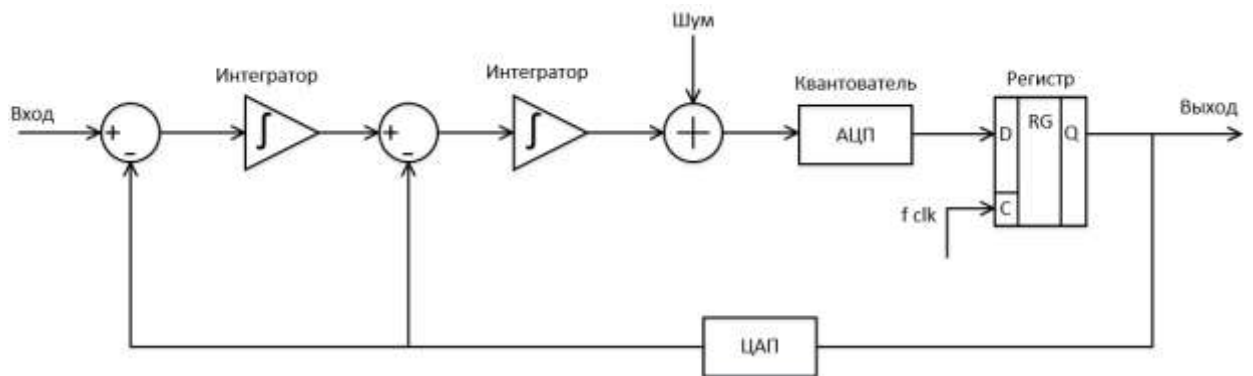 Шум
Интегратор
Интегратор
Квантователь
Регистр
Вход
Выход
+
-
∫
+
-
∫
+
АЦП
D
RG
Q
C
f clk
ЦАП